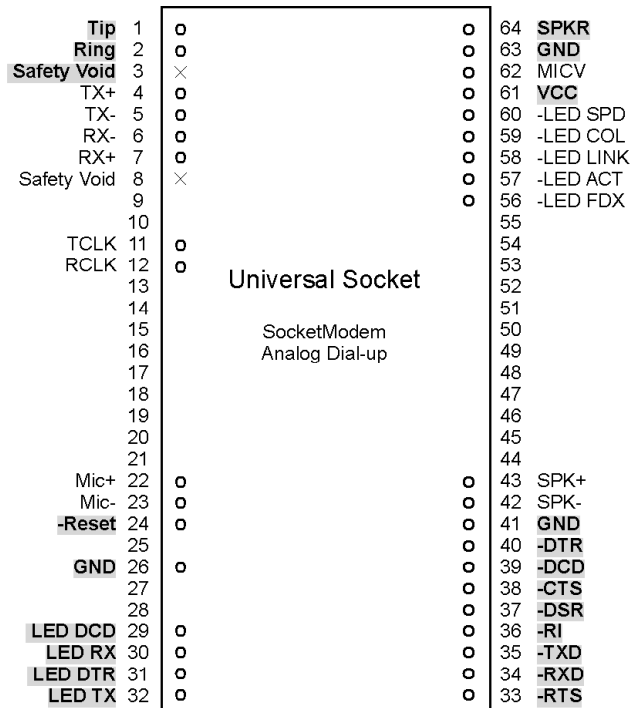 Tip 1 64 SPKR
Ring 2 63 GND
Safety Void 3 62 MICV
TX+ 4 61 VCC
TX- 5 60 -LED SPD
RX- 6 59 -LED COL
RX+ 7 58 -LED LINK
Safety Void 8 57 -LED ACT
9 56 -LED FDX
10 55
TCLK 11 54
RCLK 12 53
Universal Socket
13 52
14 51
15 SocketModem 50
16 Analog Dial-up 49
17 48
18 47
19 46
20 45
21 44
Mic+ 22 43 SPK+
Mic- 23 42 SPK-
-Reset 24 41 GND
25 40 -DTR
GND 26 39 -DCD
27 38 -CTS
28 37 -DSR
LED DCD 29 36 -RI
LED RX 30 35 -TXD
LED DTR 31 34 -RXD
LED TX 32 33 -RTS